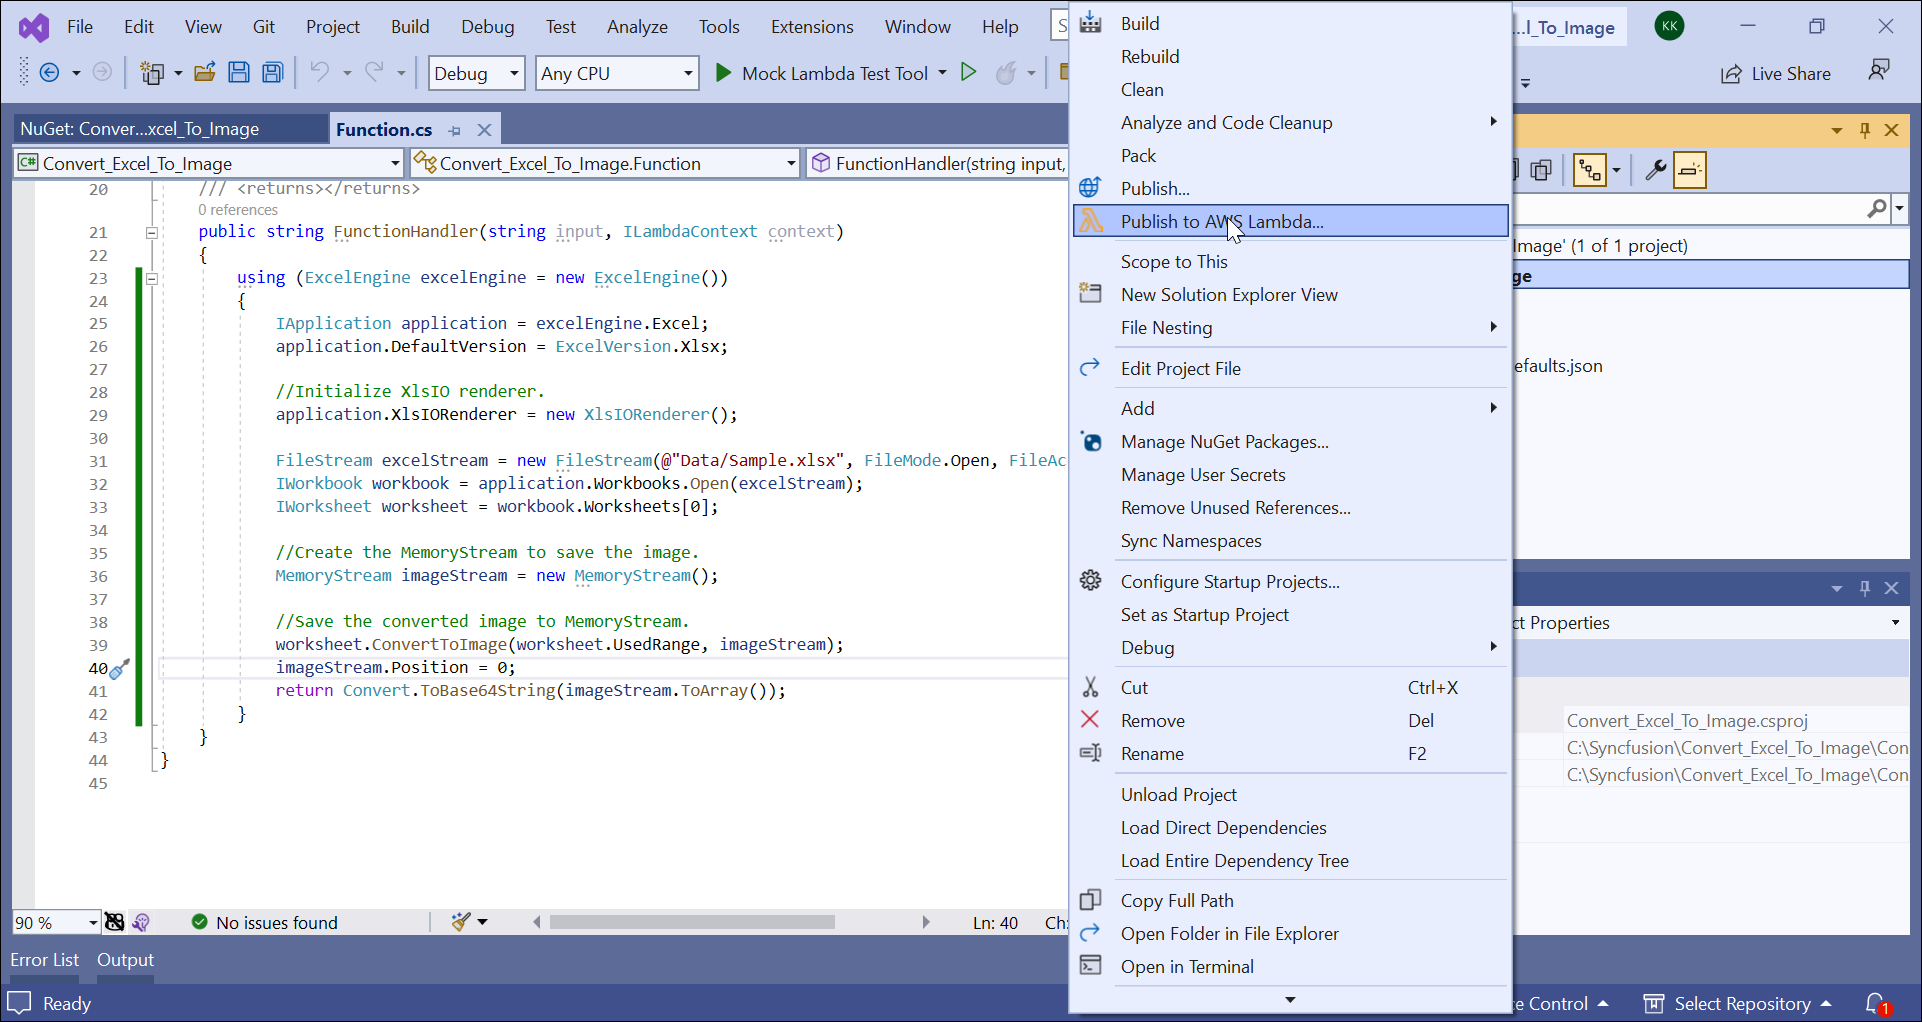 File Edit View Git Project Build Debug Test Analyze Tools Extensions Window Help S
...l_To_Image
KK
Debug Any CPU Mock Lambda Test Tool
Live Share
NuGet: Conver...xcel_To_Image Function.cs
C# Convert_Excel_To_Image Convert_Excel_To_Image.Function FunctionHandler(string input,
20 /// <returns></returns>
0 references
21 public string FunctionHandler(string input, ILambdaContext context)
22 {
23 using (ExcelEngine excelEngine = new ExcelEngine())
24 {
25 IApplication application = excelEngine.Excel;
26 application.DefaultVersion = ExcelVersion.Xlsx;
27
28 //Initialize XlsIO renderer.
29 application.XlsIORenderer = new XlsIORenderer();
30
31 FileStream excelStream = new FileStream(@"Data/Sample.xlsx", FileMode.Open, FileAc
32 IWorkbook workbook = application.Workbooks.Open(excelStream);
33 IWorksheet worksheet = workbook.Worksheets[0];
34
35 //Create the MemoryStream to save the image.
36 MemoryStream imageStream = new MemoryStream();
37
38 //Save the converted image to MemoryStream.
39 worksheet.ConvertToImage(worksheet.UsedRange, imageStream);
40 imageStream.Position = 0;
41 return Convert.ToBase64String(imageStream.ToArray());
42 }
43 }
44 }
45
90 % No issues found Ln: 40 Ch:
Error List Output
Ready
Build
Rebuild
Clean
Analyze and Code Cleanup
Pack
Publish...
Publish to AWS Lambda...
Scope to This
New Solution Explorer View
File Nesting
Edit Project File
Add
Manage NuGet Packages...
Manage User Secrets
Remove Unused References...
Sync Namespaces
Configure Startup Projects...
Set as Startup Project
Debug
Cut Ctrl+X
Remove Del
Rename F2
Unload Project
Load Direct Dependencies
Load Entire Dependency Tree
Copy Full Path
Open Folder in File Explorer
Open in Terminal
Image' (1 of 1 project)
ge
efaults.json
ct Properties
Convert_Excel_To_Image.csproj
C:\Syncfusion\Convert_Excel_To_Image\Con
C:\Syncfusion\Convert_Excel_To_Image\Con
ce Control Select Repository 1